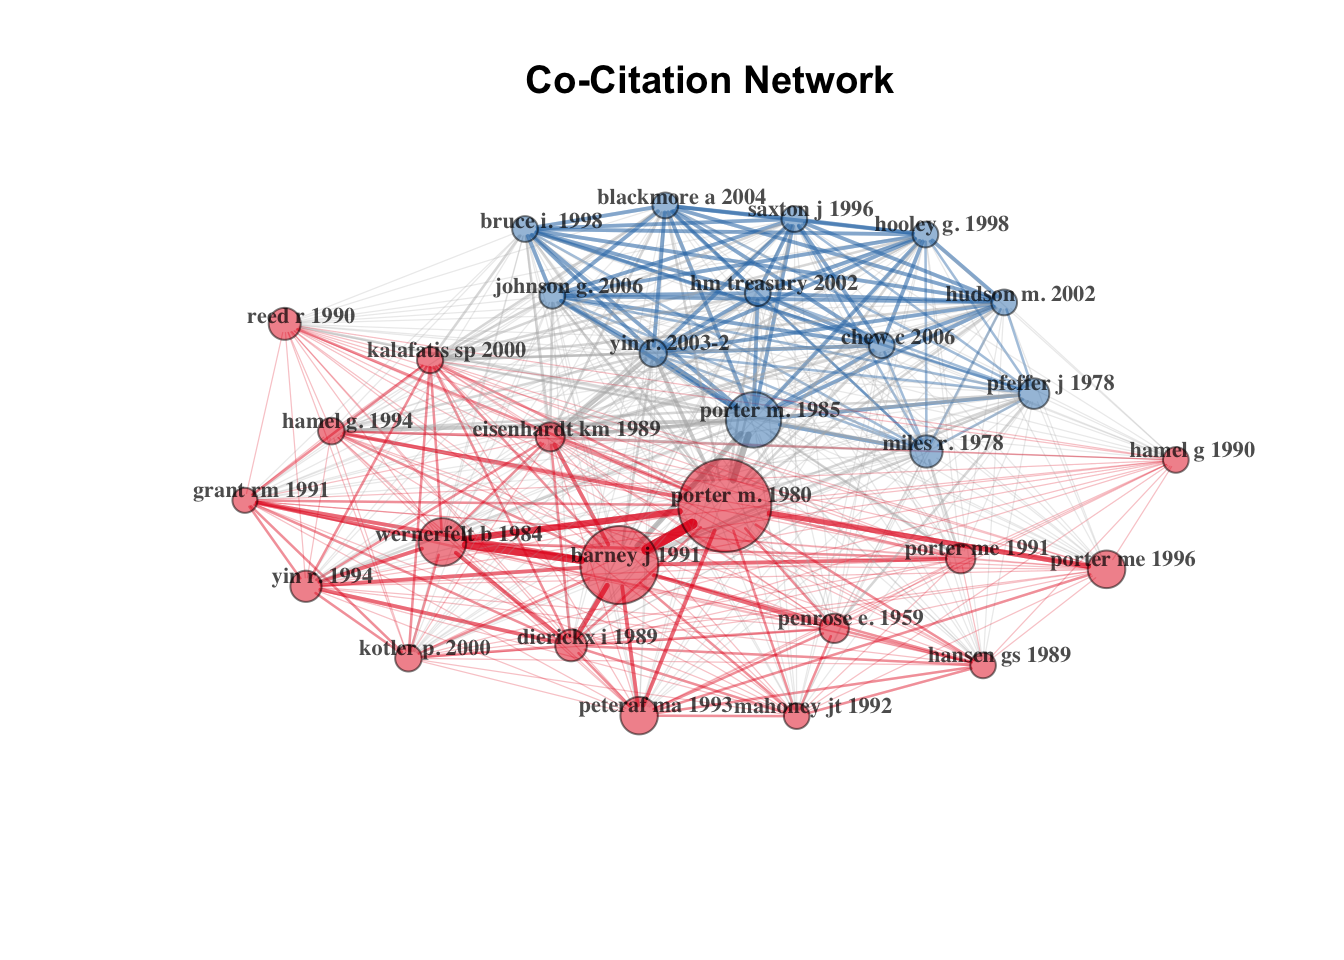 Co-Citation Network
blackmore a 2004
saxton j 1996
bruce i. 1998
hooley g. 1998
johnson g. 2006
hm treasury 2002
hudson m. 2002
reed r 1990
kalafatis sp 2000
yin r. 2003-2
chew c 2006
pfeffer j 1978
porter m. 1985
hamel g. 1994
eisenhardt km 1989
miles r. 1978
hamel g 1990
grant rm 1991
porter m. 1980
wernerfelt b 1984
barney j 1991
porter me 1991
porter me 1996
yin r. 1994
penrose e. 1959
kotler p. 2000
dierickx i 1989
hansen gs 1989
peteraf ma 1993
mahoney jt 1992